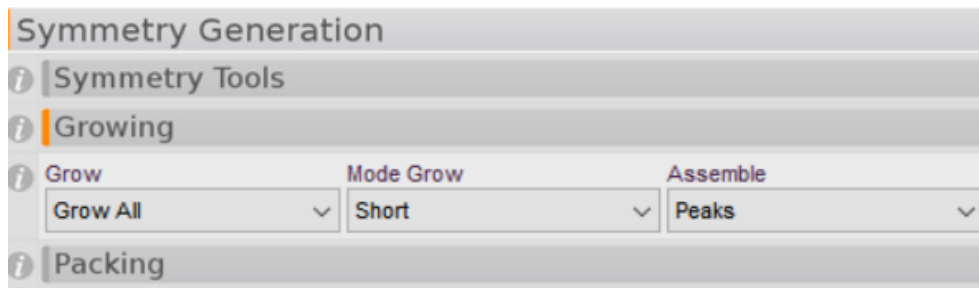 Symmetry Generation
Symmetry Tools
Growing
Grow Mode Grow Assemble
Grow All Short Peaks
Packing